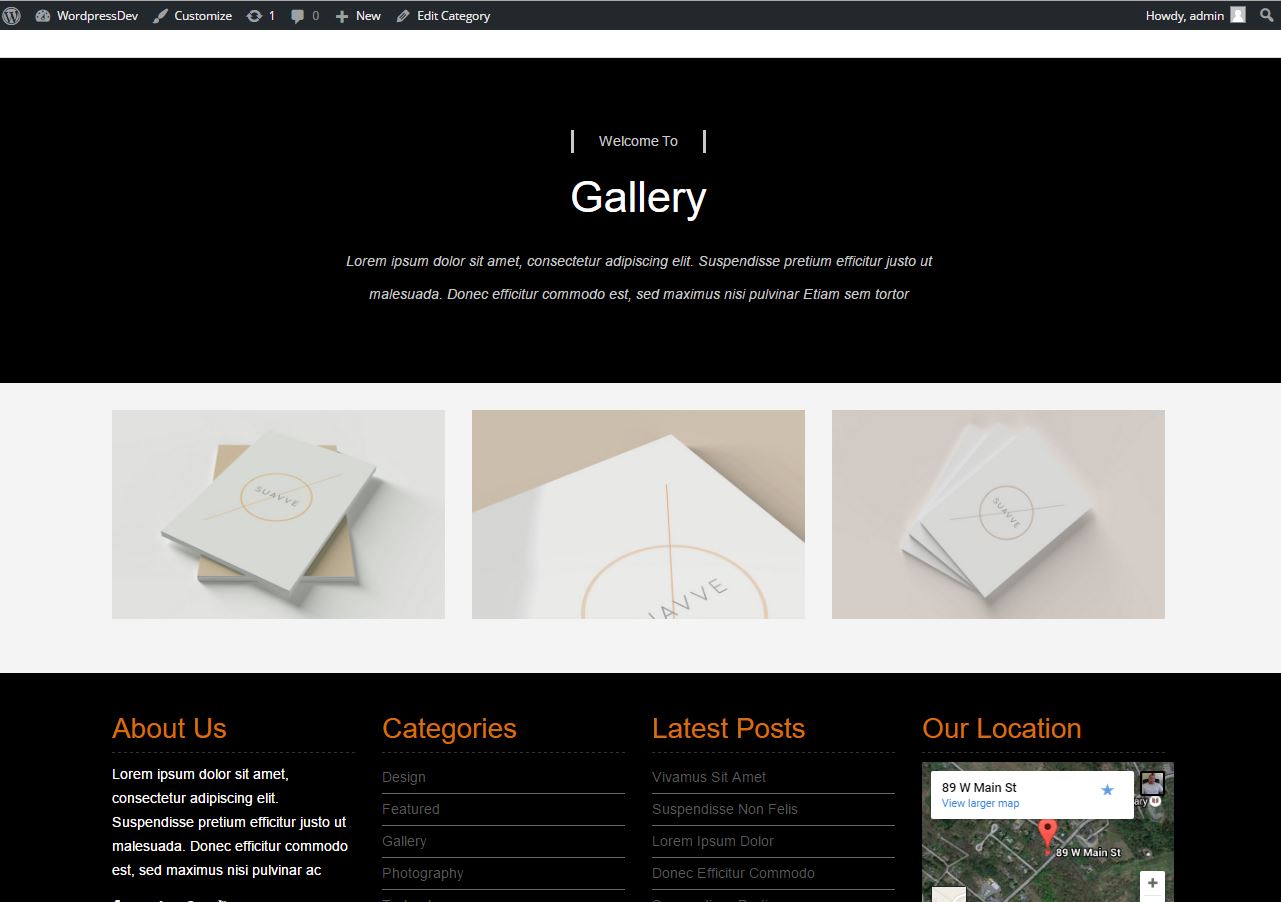 WordpressDev Customize 1 0 New Edit Category Howdy, admin
Welcome To
Gallery
Lorem ipsum dolor sit amet, consectetur adipiscing elit. Suspendisse pretium efficitur justo ut
malesuada. Donec efficitur commodo est, sed maximus nisi pulvinar Etiam sem tortor
SUAVVE
UAVVE
SUAVVE
About Us
Lorem ipsum dolor sit amet,
consectetur adipiscing elit.
Suspendisse pretium efficitur justo ut
malesuada. Donec efficitur commodo
est, sed maximus nisi pulvinar ac
Categories
Design
Featured
Gallery
Photography
Latest Posts
Vivamus Sit Amet
Suspendisse Non Felis
Lorem Ipsum Dolor
Donec Efficitur Commodo
Our Location
89 W Main St
View larger map
ary
89 W Main St
+